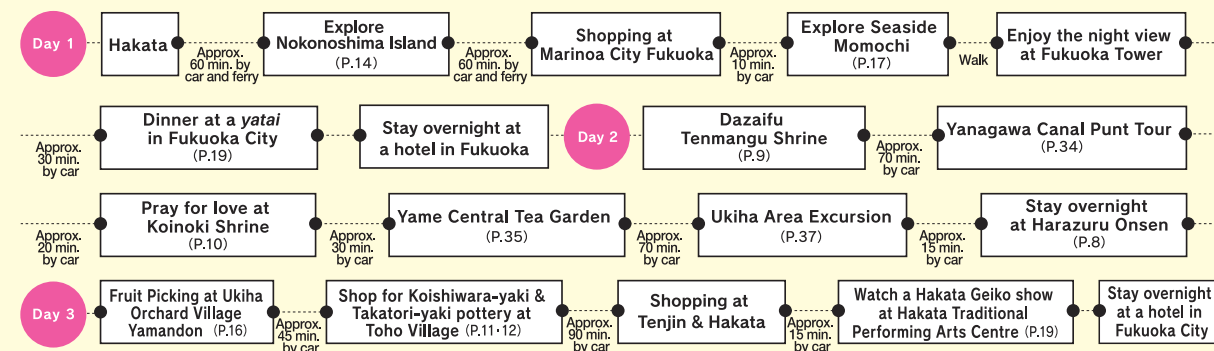 Day 1
Hakata
Approx.
60 min. by
car and ferry
Explore
Nokonoshima Island
(P.14)
Approx.
60 min. by
car and ferry
Shopping at
Marinoa City Fukuoka
Approx.
10 min.
by car
Explore Seaside
Momochi
(P.17)
Walk
Enjoy the night view
at Fukuoka Tower
Approx.
30 min.
by car
Dinner at a yatai
in Fukuoka City
(P.19)
Stay overnight at
a hotel in Fukuoka
Day 2
Dazaifu
Tenmangu Shrine
(P.9)
Approx.
70 min.
by car
Yanagawa Canal Punt Tour
(P.34)
Approx.
20 min.
by car
Pray for love at
Koinoki Shrine
(P.10)
Approx.
30 min.
by car
Yame Central Tea Garden
(P.35)
Approx.
70 min.
by car
Ukiha Area Excursion
(P.37)
Approx.
15 min.
by car
Stay overnight
at Harazuru Onsen
(P.8)
Day 3
Fruit Picking at Ukiha
Orchard Village
Yamandon (P.16)
Approx.
45 min.
by car
Shop for Koishiwara-yaki &
Takatori-yaki pottery at
Toho Village (P.11・12)
Approx.
90 min.
by car
Shopping at
Tenjin & Hakata
Approx.
15 min.
by car
Watch a Hakata Geiko show
at Hakata Traditional
Performing Arts Centre (P.19)
Stay overnight
at a hotel in
Fukuoka City